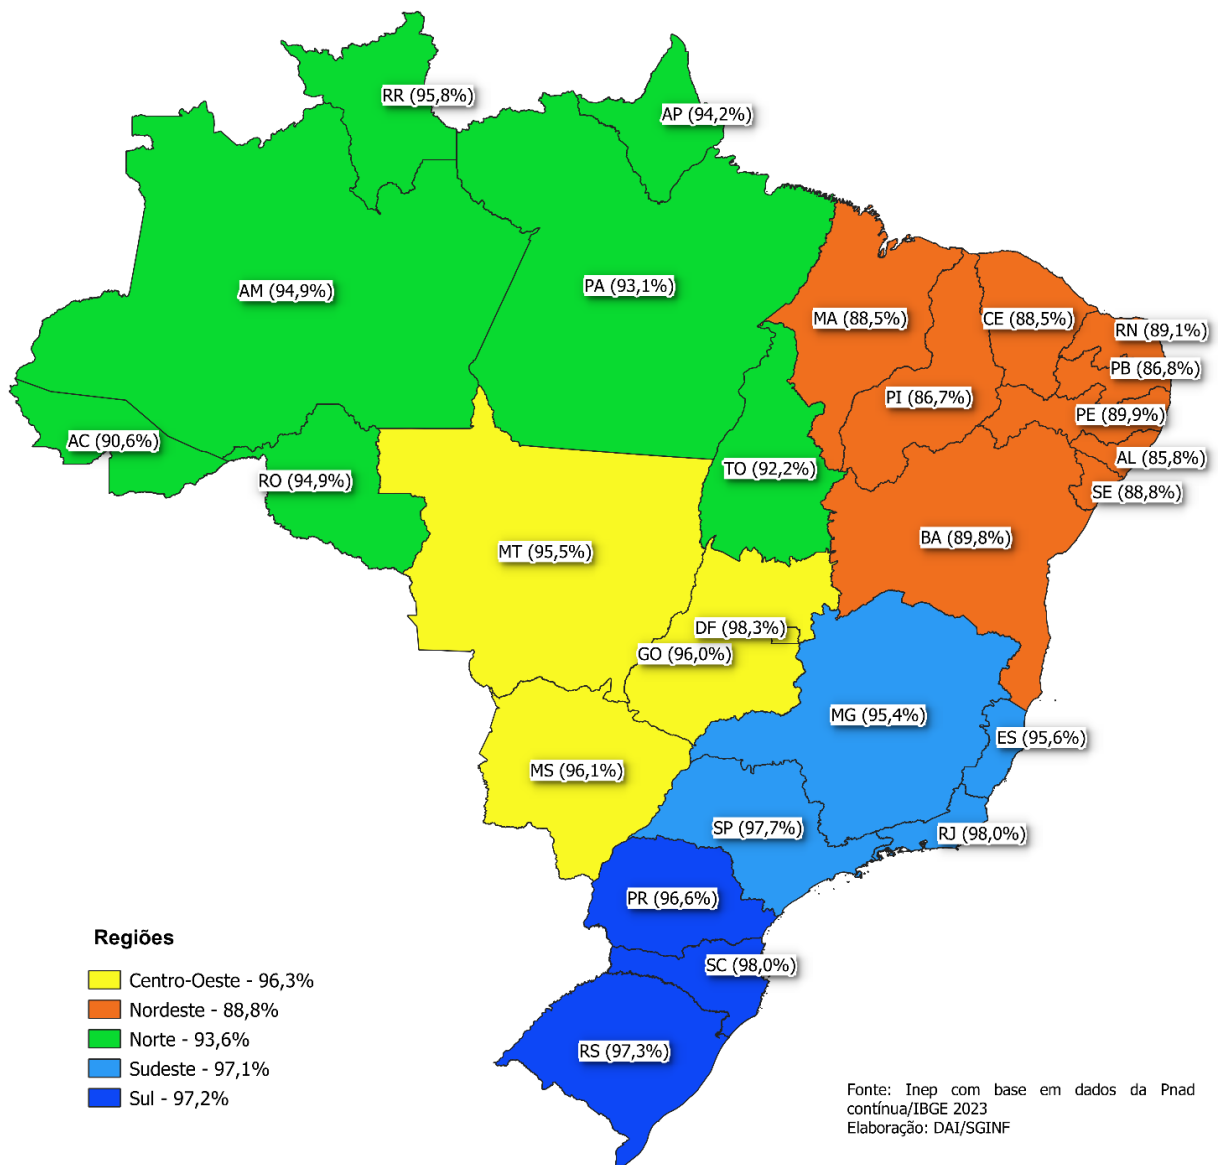 RR (95,8%)
AP (94,2%)
AM (94,9%)
PA (93,1%)
MA (88,5%)
CE (88,5%)
RN (89,1%)
PB (86,8%)
PI (86,7%)
PE (89,9%)
AC (90,6%)
AL (85,8%)
TO (92,2%)
RO (94,9%)
SE (88,8%)
BA (89,8%)
MT (95,5%)
DF (98,3%)
GO (96,0%)
MG (95,4%)
ES (95,6%)
MS (96,1%)
SP (97,7%)
RJ (98,0%)
PR (96,6%)
SC (98,0%)
RS (97,3%)
Regiões
Centro-Oeste - 96,3%
Nordeste - 88,8%
Norte - 93,6%
Sudeste - 97,1%
Sul - 97,2%
Fonte: Inep com base em dados da Pnad
contínua/IBGE 2023
Elaboração: DAI/SGINF